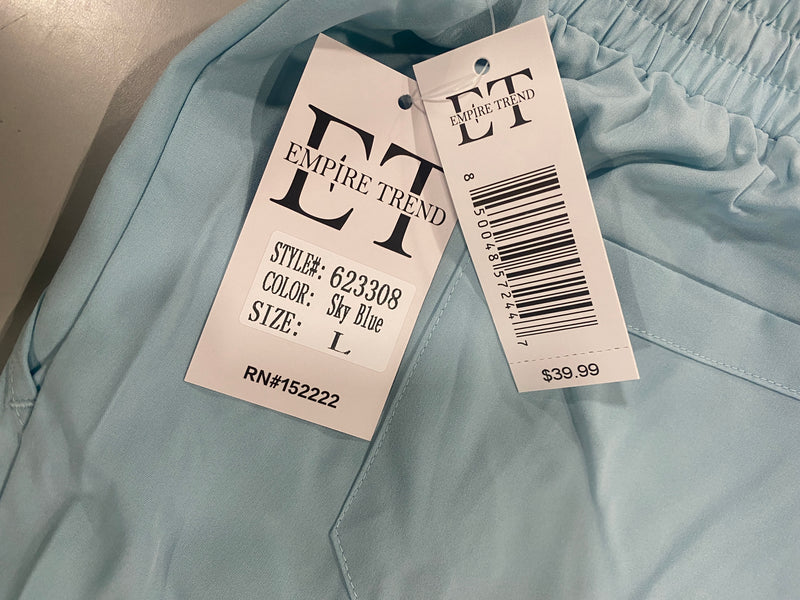 ET
EMPIRE TREND
STYLE#: 623308
COLOR: Sky Blue
SIZE: L
RN#152222
ET
EMPIRE TREND
8 50048 57244 7
$39.99